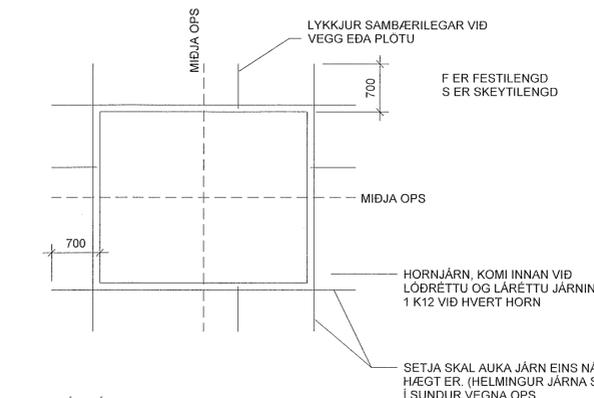 MIÐJA OPS
LYKKJUR SAMBÆRILEGAR VIÐ
VEGG EÐA PLÖTU
700
F ER FESTILENGD
S ER SKEYTILENGD
MIÐJA OPS
700
HORNJÁRN, KOMI INNAN VIÐ
LÓÐRÉTTU OG LÁRÉTTU JÁRNIN
1 K12 VIÐ HVERT HORN
SETJA SKAL AUKA JÁRN EINS
HÆGT ER. (HELMINGUR JÁRNA
Í SUNDUR VEGNA OPS